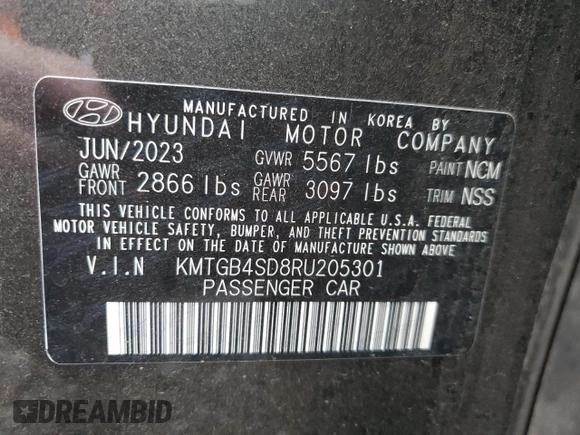 MANUFACTURED IN KOREA BY
HYUNDAI MOTOR COMPANY
JUN/2023 GVWR 5567 lbs PAINT NCM
GAWR FRONT 2866 lbs GAWR REAR 3097 lbs TRIM NSS
THIS VEHICLE CONFORMS TO ALL APPLICABLE U.S.A. FEDERAL
MOTOR VEHICLE SAFETY, BUMPER, AND THEFT PREVENTION STANDARDS
IN EFFECT ON THE DATE OF MANUFACTURE SHOWN ABOVE.
V.I.N KMTGB4SD8RU205301
PASSENGER CAR
DREAMBID